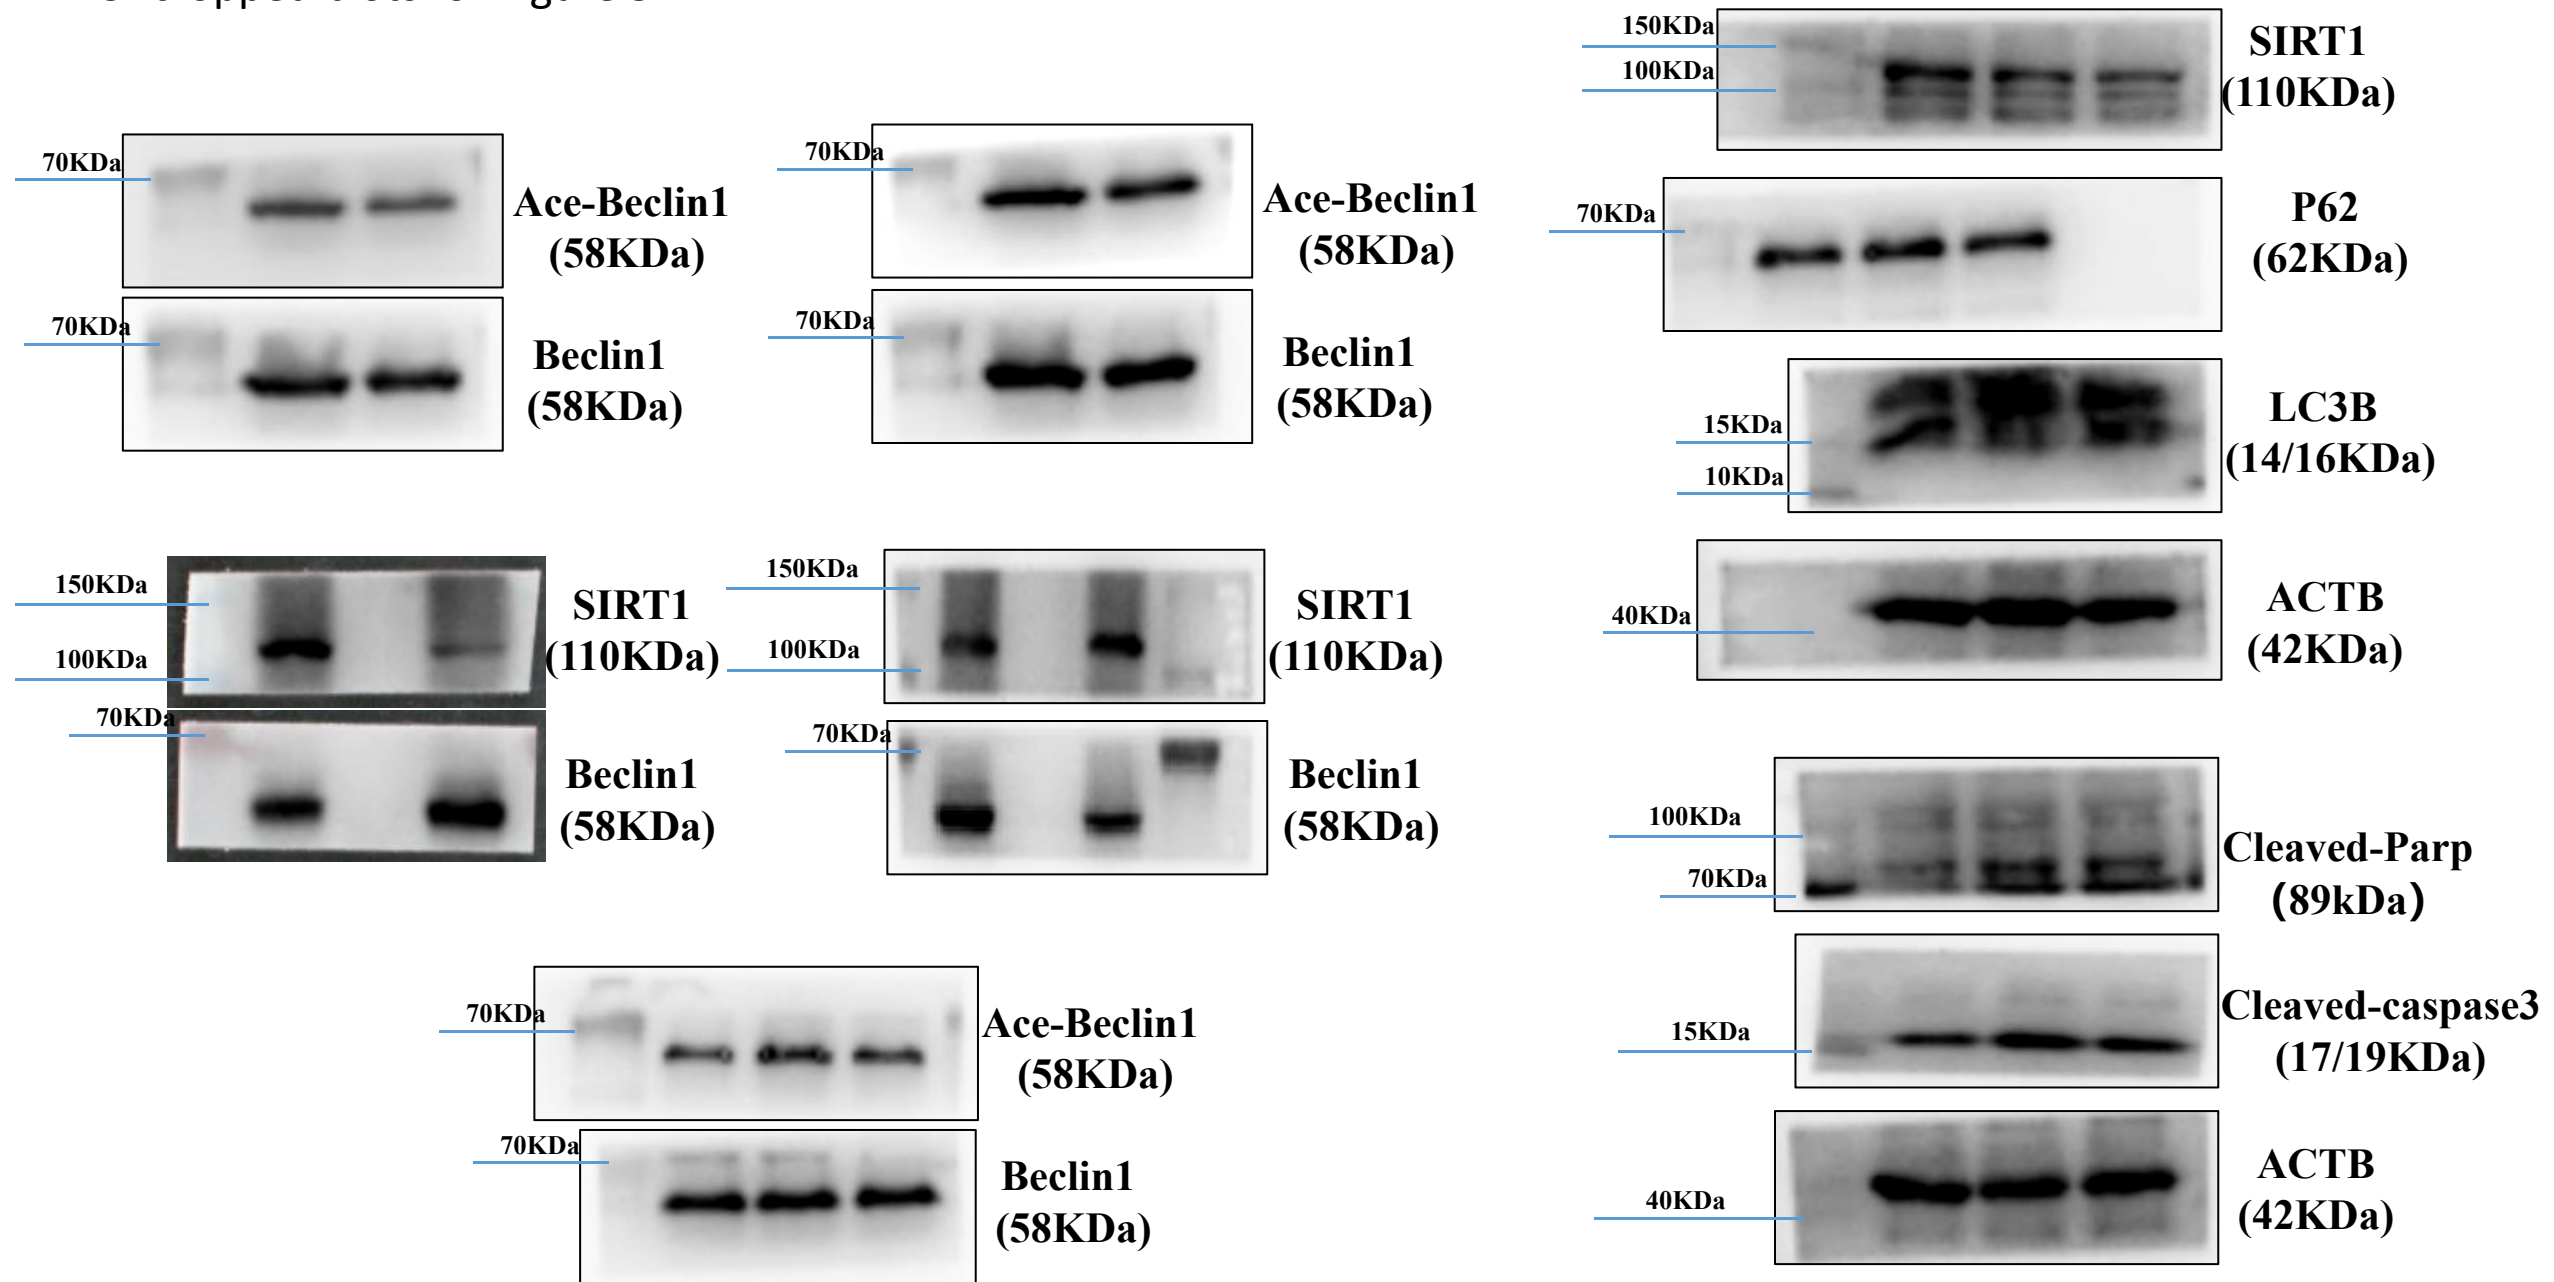 70KDa
Ace-Beclin1
(58KDa)
70KDa
Beclin1
(58KDa)
70KDa
Ace-Beclin1
(58KDa)
70KDa
Beclin1
(58KDa)
150KDa
100KDa
SIRT1
(110KDa)
70KDa
Beclin1
(58KDa)
150KDa
100KDa
SIRT1
(110KDa)
70KDa
Beclin1
(58KDa)
70KDa
Ace-Beclin1
(58KDa)
70KDa
Beclin1
(58KDa)
150KDa
100KDa
SIRT1
(110KDa)
70KDa
P62
(62KDa)
15KDa
10KDa
LC3B
(14/16KDa)
40KDa
ACTB
(42KDa)
100KDa
70KDa
Cleaved-Parp
(89kDa)
15KDa
Cleaved-caspase3
(17/19KDa)
40KDa
ACTB
(42KDa)